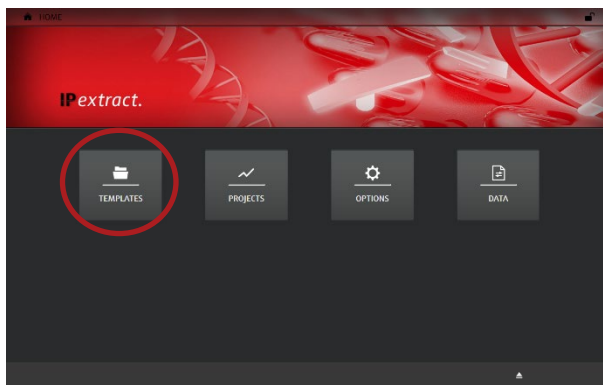 HOME
IPextract.
TEMPLATES
PROJECTS
OPTIONS
DATA